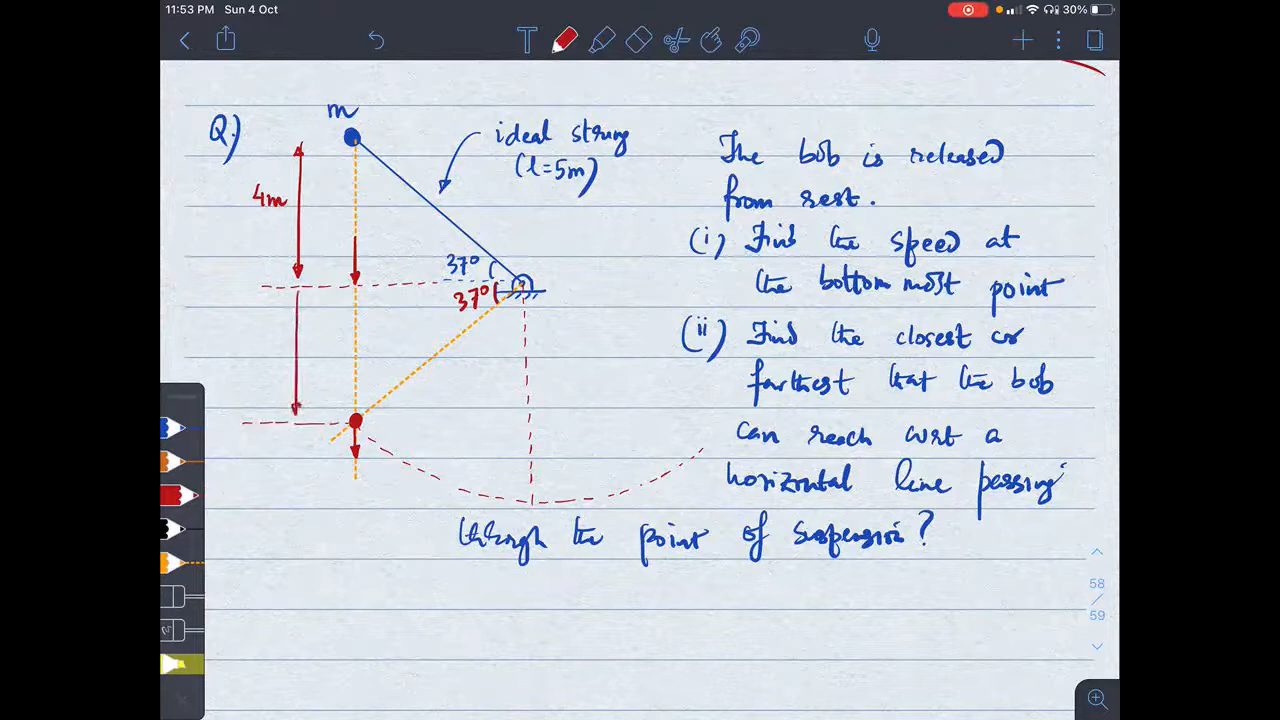 11:53 PM Sun 4 Oct
30%
Q)
m
ideal string
(l=5m)
4m
37°
37°
The bob is released
from rest.
(i) Find the speed at
the bottom most point
(ii) Find the closest or
farthest that the bob
can reach wrt a
horizontal line passing
through the point of suspension?
58
59